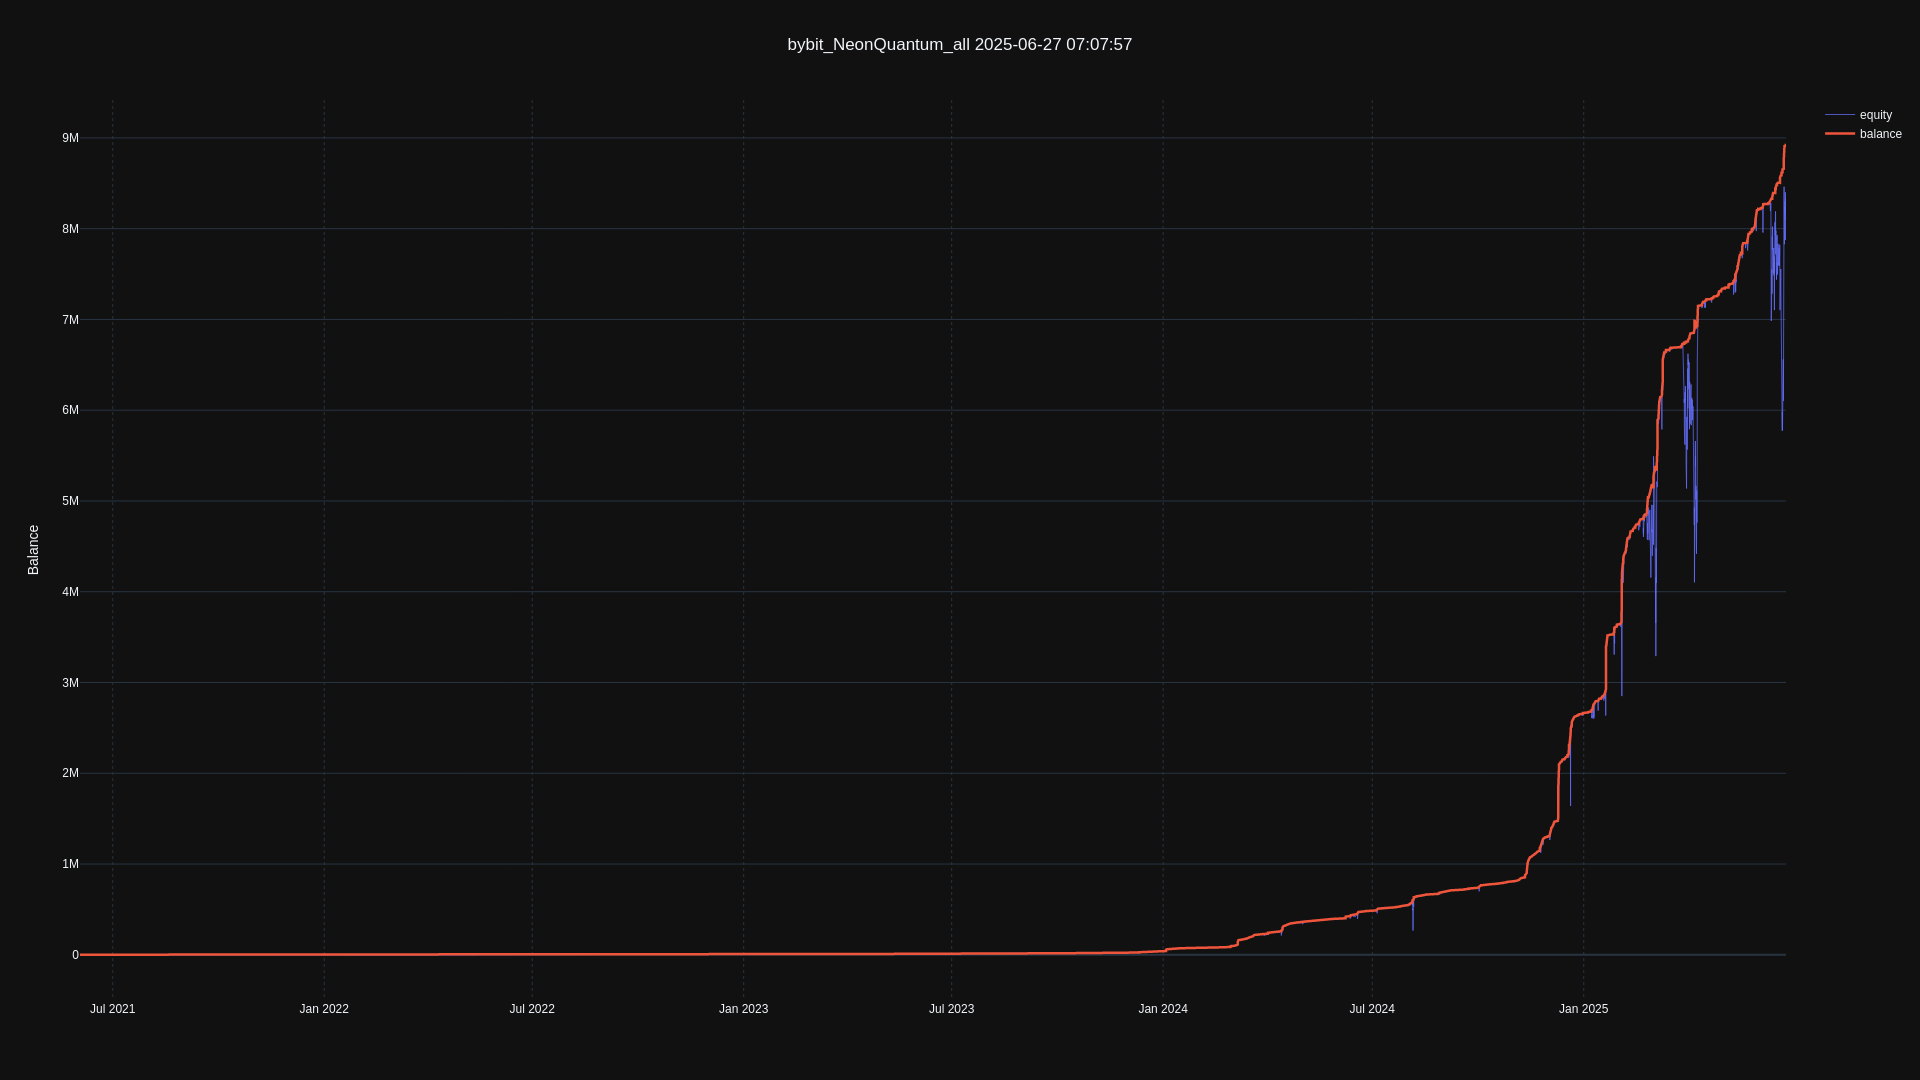 bybit_NeonQuantum_all 2025-06-27 07:07:57
equity
balance
9M
8M
7M
6M
5M
4M
3M
2M
1M
0
Balance
Jul 2021
Jan 2022
Jul 2022
Jan 2023
Jul 2023
Jan 2024
Jul 2024
Jan 2025